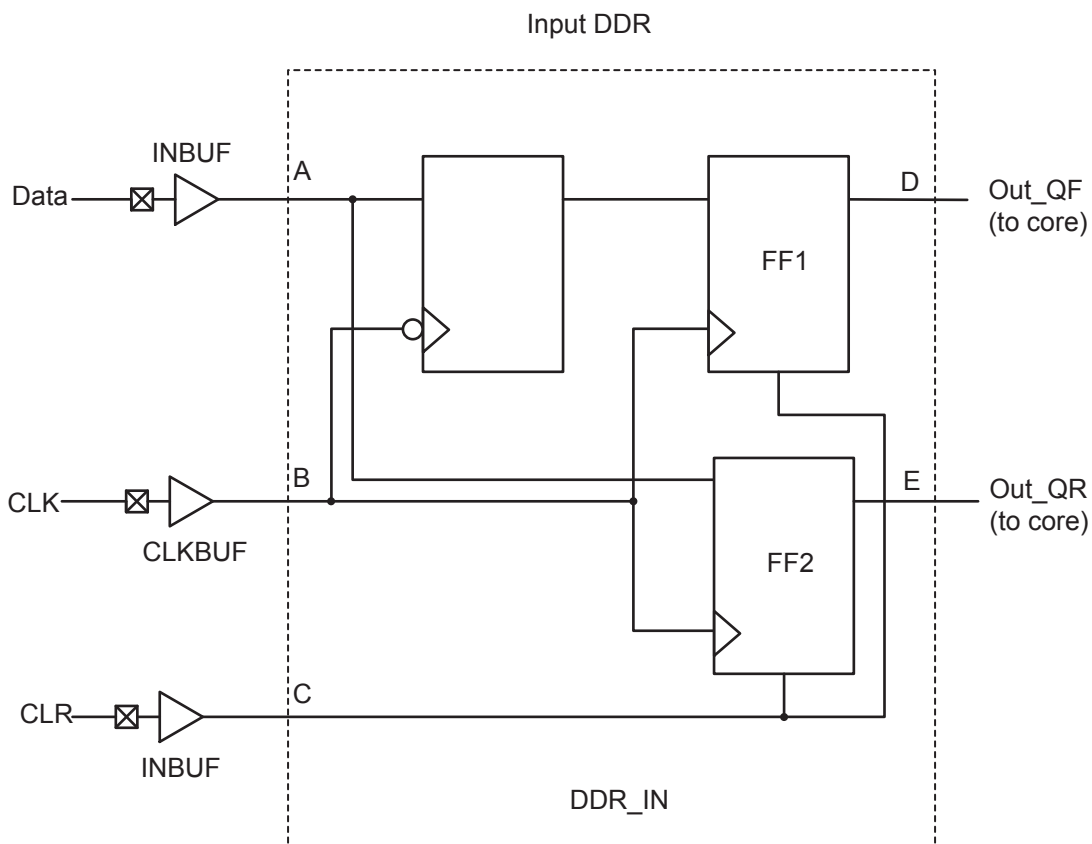 Input DDR
INBUF
Data
A
D
Out_QF
(to core)
FF1
CLK
B
E
Out_QR
(to core)
CLKBUF
FF2
CLR
C
INBUF
DDR_IN